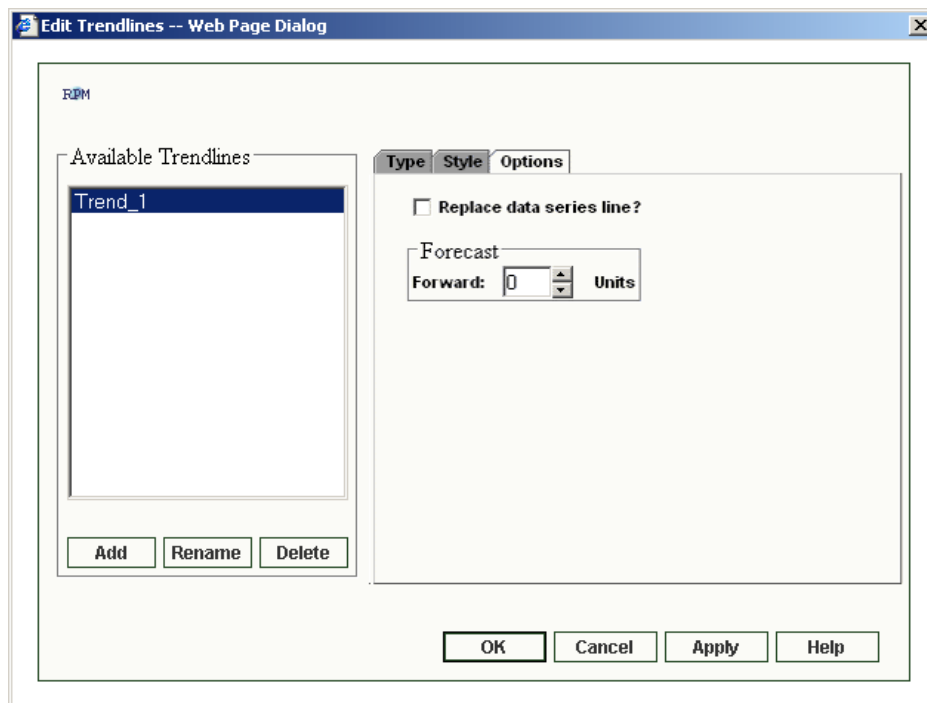 Edit Trendlines -- Web Page Dialog
RPM
Available Trendlines
Trend_1
Add Rename Delete
Type Style Options
Replace data series line?
Forecast
Forward: 0 Units
OK Cancel Apply Help